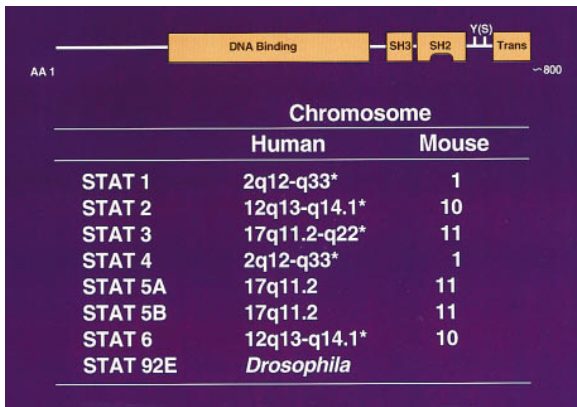 Y(S)
DNA Binding SH3 SH2 Trans
AA 1 ~800
Chromosome
Human Mouse
STAT 1 2q12-q33* 1
STAT 2 12q13-q14.1* 10
STAT 3 17q11.2-q22* 11
STAT 4 2q12-q33* 1
STAT 5A 17q11.2 11
STAT 5B 17q11.2 11
STAT 6 12q13-q14.1* 10
STAT 92E Drosophila